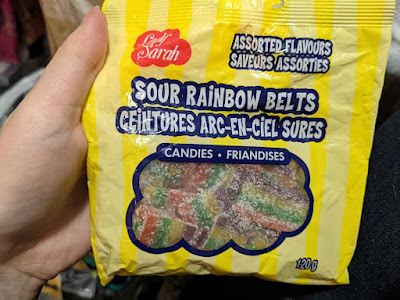 Lady
Sarah
ASSORTED FLAVOURS
SAVEURS ASSORTIES
SOUR RAINBOW BELTS
CEINTURES ARC-EN-CIEL SURES
CANDIES • FRIANDISES
120 g